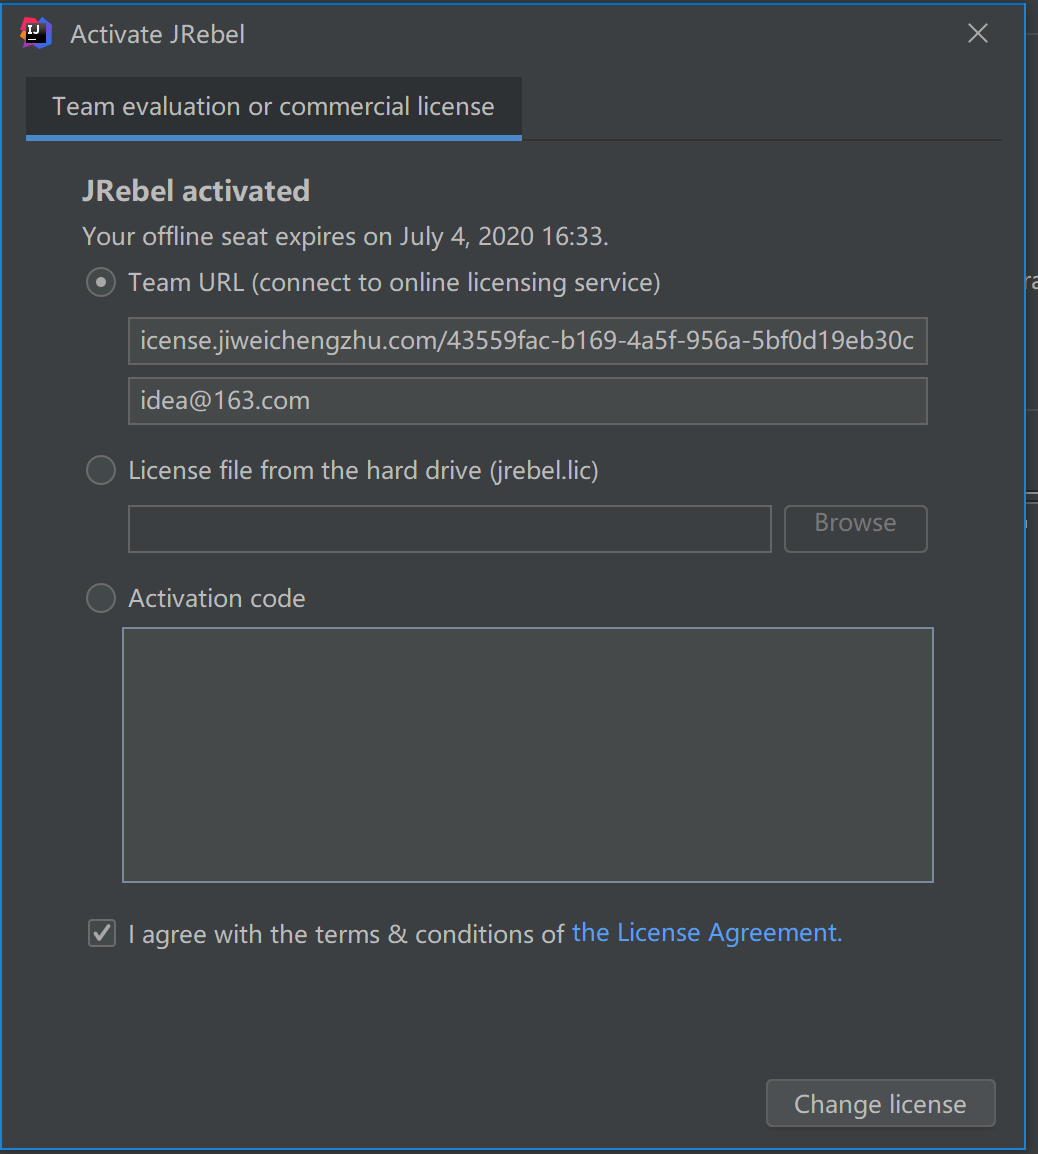 IJ
Activate JRebel
Team evaluation or commercial license
JRebel activated
Your offline seat expires on July 4, 2020 16:33.
Team URL (connect to online licensing service)
icense.jiweichengzhu.com/43559fac-b169-4a5f-956a-5bf0d19eb30c
idea@163.com
License file from the hard drive (jrebel.lic)
Browse
Activation code
I agree with the terms & conditions of the License Agreement.
Change license